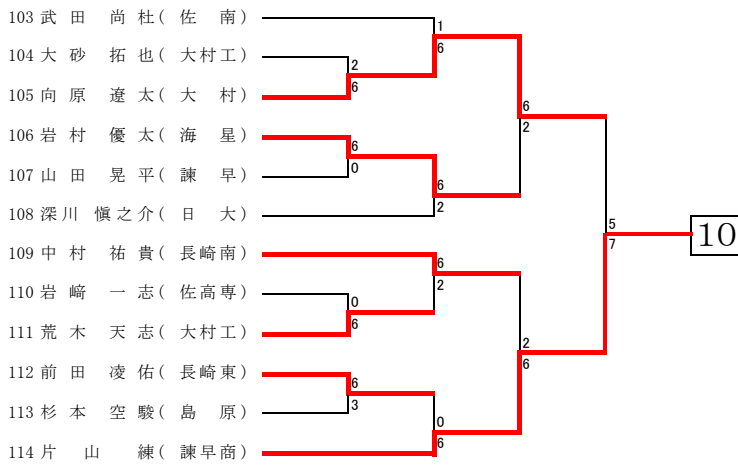 103 武田 尚杜(佐 南)
1
6
104 大砂 拓也(大村工)
2
6
105 向原 遼太(大 村)
6
2
106 岩村 優太(海 星)
6
0
107 山田 晃平(諫 早)
6
2
108 深川 愼之介(日 大)
5
7
10
109 中村 祐貴(長崎南)
6
2
110 岩﨑 一志(佐高専)
0
6
111 荒木 天志(大村工)
2
6
112 前田 凌佑(長崎東)
6
3
113 杉本 空駿(島 原)
0
6
114 片山 練(諫早商)